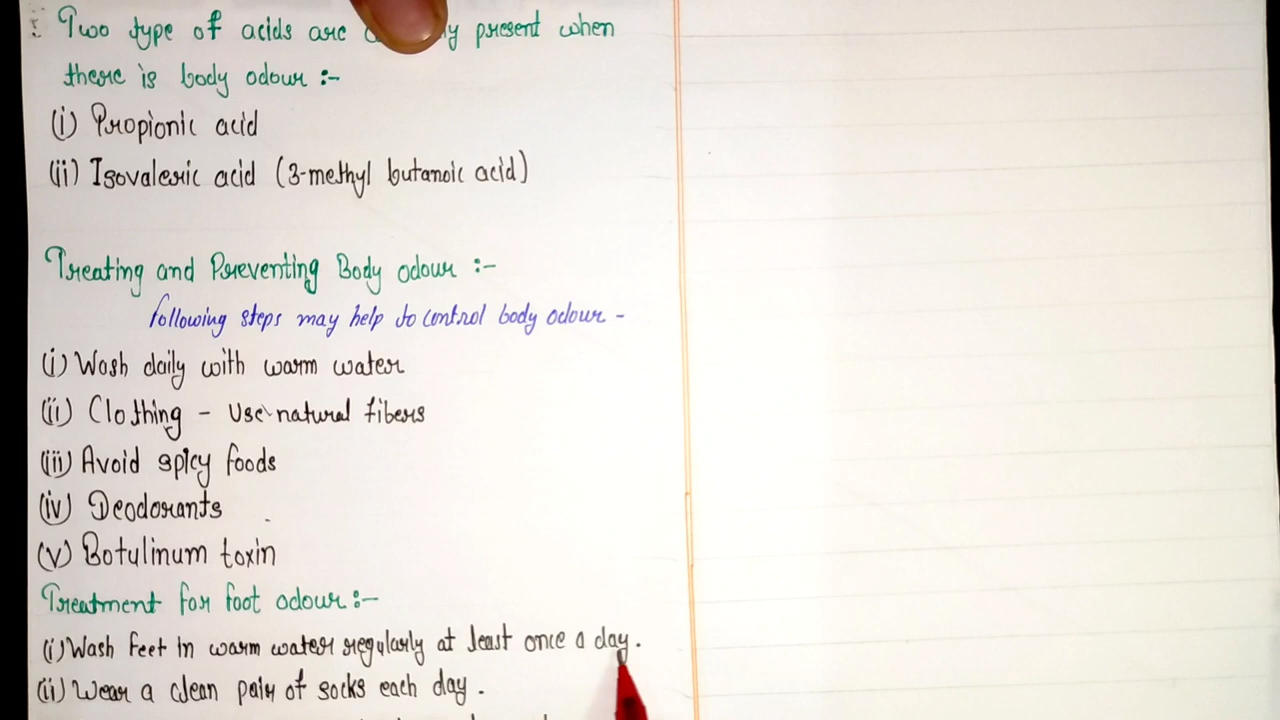 Two type of acids are present when
there is body odour :-
(i) Propionic acid
(ii) Isovaleric acid (3-methyl butanoic acid)
Treating and Preventing Body odour :-
following steps may help to control body odour -
(i) Wash daily with warm water
(ii) Clothing - Use natural fibers
(iii) Avoid spicy foods
(iv) Deodorants
(v) Botulinum toxin
Treatment for foot odour :-
(i) Wash feet in warm water regularly at least once a day.
(ii) Wear a clean pair of socks each day.